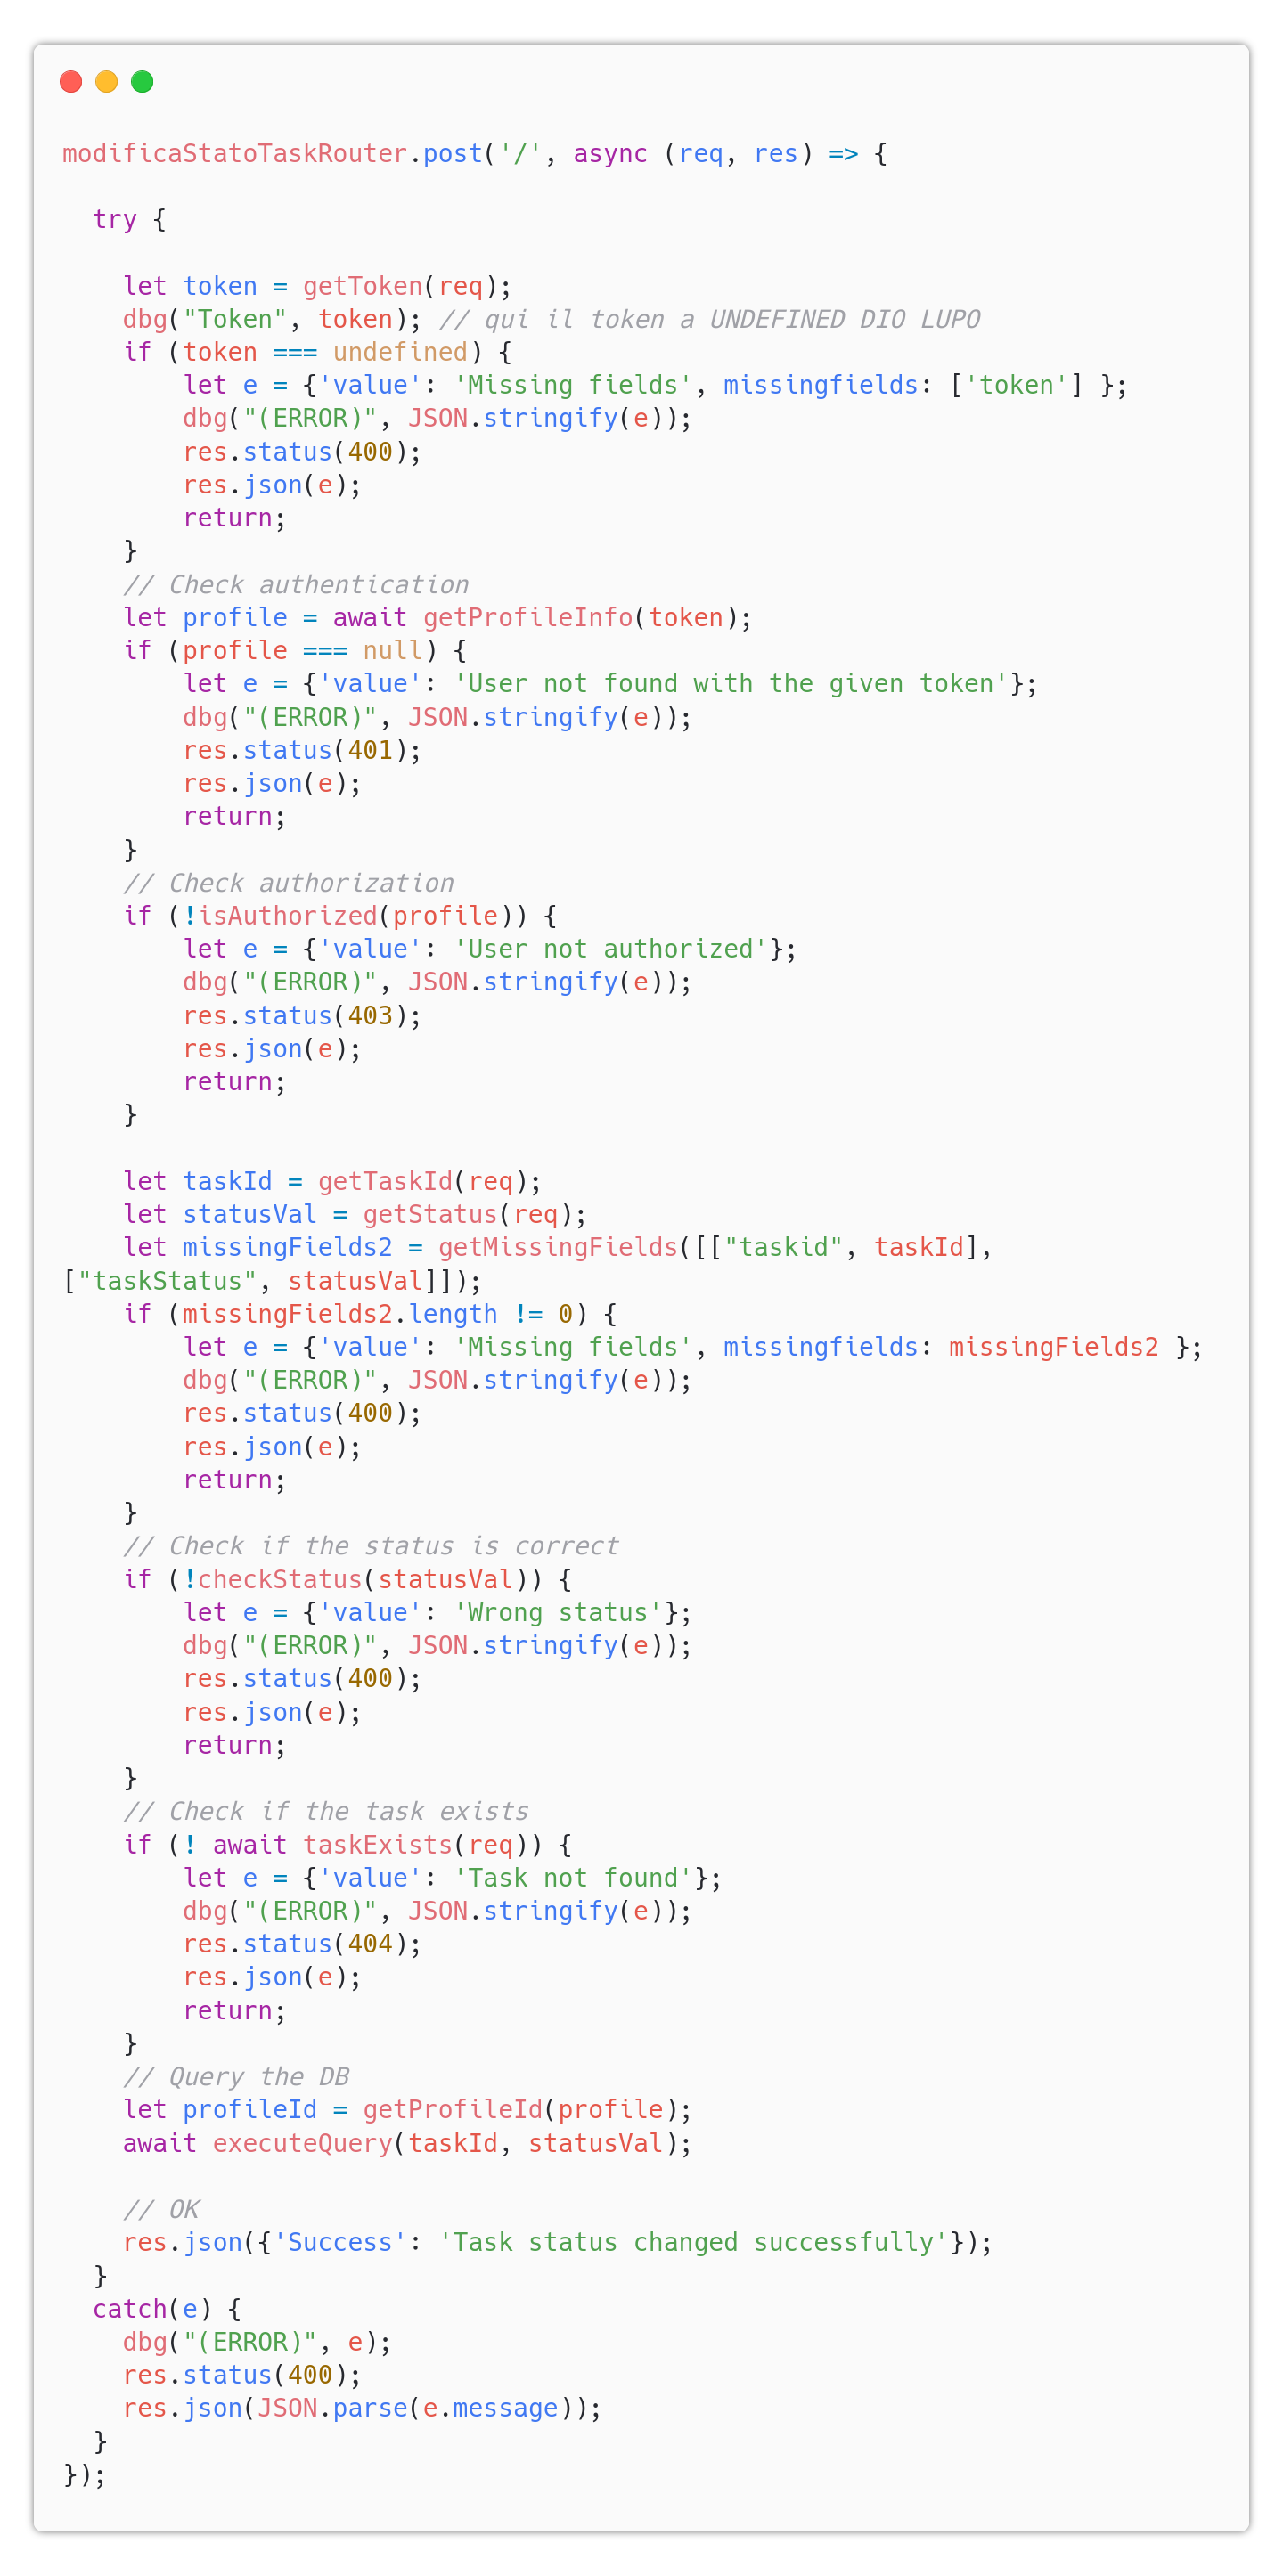 modificaStatoTaskRouter.post('/', async (req, res) => {

  try {

    let token = getToken(req);
    dbg("Token", token); // qui il token a UNDEFINED DIO LUPO
    if (token === undefined) {
        let e = {'value': 'Missing fields', missingfields: ['token'] };
        dbg("(ERROR)", JSON.stringify(e));
        res.status(400);
        res.json(e);
        return;
    }
    // Check authentication
    let profile = await getProfileInfo(token);
    if (profile === null) {
        let e = {'value': 'User not found with the given token'};
        dbg("(ERROR)", JSON.stringify(e));
        res.status(401);
        res.json(e);
        return;
    }
    // Check authorization
    if (!isAuthorized(profile)) {
        let e = {'value': 'User not authorized'};
        dbg("(ERROR)", JSON.stringify(e));
        res.status(403);
        res.json(e);
        return;
    }

    let taskId = getTaskId(req);
    let statusVal = getStatus(req);
    let missingFields2 = getMissingFields([["taskid", taskId],
["taskStatus", statusVal]]);
    if (missingFields2.length != 0) {
        let e = {'value': 'Missing fields', missingfields: missingFields2 };
        dbg("(ERROR)", JSON.stringify(e));
        res.status(400);
        res.json(e);
        return;
    }
    // Check if the status is correct
    if (!checkStatus(statusVal)) {
        let e = {'value': 'Wrong status'};
        dbg("(ERROR)", JSON.stringify(e));
        res.status(400);
        res.json(e);
        return;
    }
    // Check if the task exists
    if (! await taskExists(req)) {
        let e = {'value': 'Task not found'};
        dbg("(ERROR)", JSON.stringify(e));
        res.status(404);
        res.json(e);
        return;
    }
    // Query the DB
    let profileId = getProfileId(profile);
    await executeQuery(taskId, statusVal);

    // OK
    res.json({'Success': 'Task status changed successfully'});
  }
  catch(e) {
    dbg("(ERROR)", e);
    res.status(400);
    res.json(JSON.parse(e.message));
  }
});